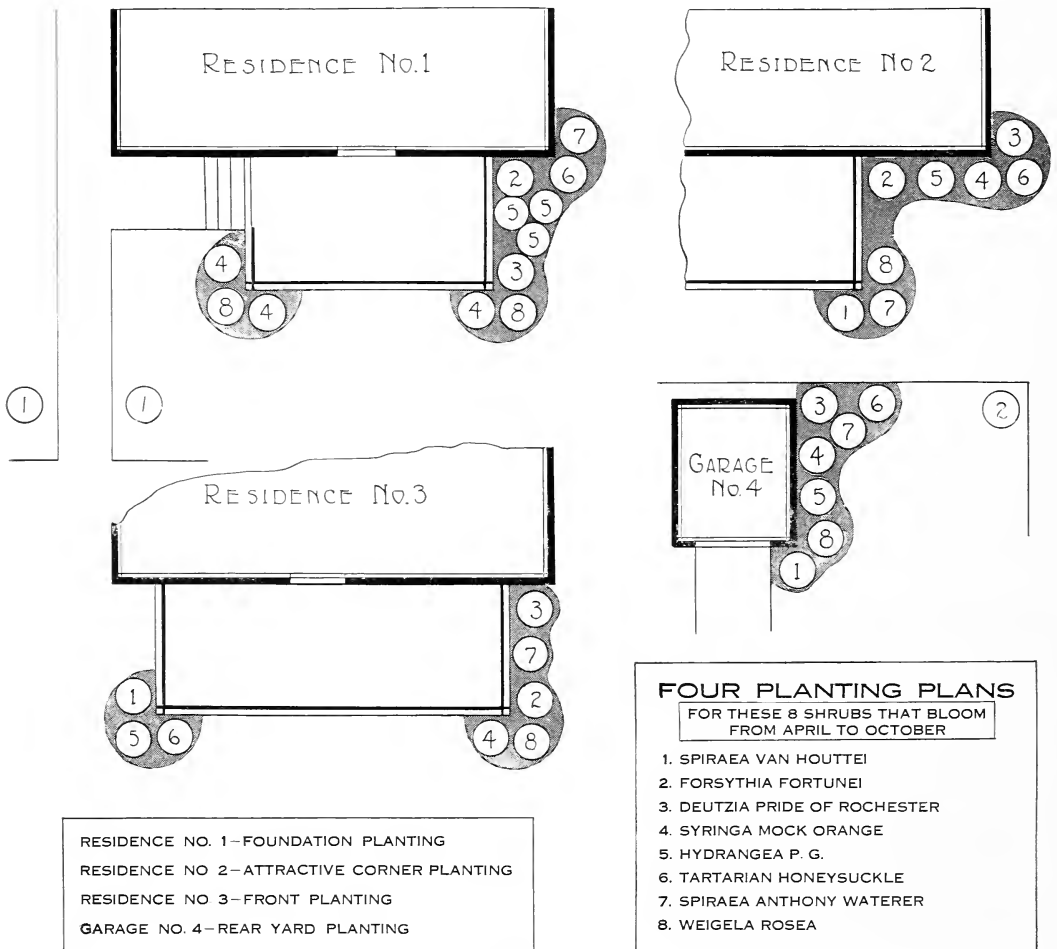 RESIDENCE No.1
7
6
2
5
5
5
3
4
8
4
8
4
1
1
RESIDENCE No 2
3
2
5
4
6
8
1
7
GARAGE
No. 4
3
6
7
4
5
8
1
2
RESIDENCE No.3
3
7
2
4
8
1
5
6
RESIDENCE NO. 1–FOUNDATION PLANTING
RESIDENCE NO 2–ATTRACTIVE CORNER PLANTING
RESIDENCE NO 3–FRONT PLANTING
GARAGE NO. 4–REAR YARD PLANTING
FOUR PLANTING PLANS
FOR THESE 8 SHRUBS THAT BLOOM
FROM APRIL TO OCTOBER
1. SPIRAEA VAN HOUTTEI
2. FORSYTHIA FORTUNEI
3. DEUTZIA PRIDE OF ROCHESTER
4. SYRINGA MOCK ORANGE
5. HYDRANGEA P. G.
6. TARTARIAN HONEYSUCKLE
7. SPIRAEA ANTHONY WATERER
8. WEIGELA ROSEA